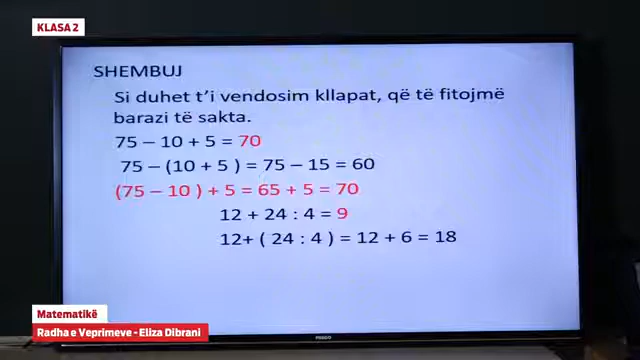 KLASA 2
SHEMBUJ
Si duhet t’i vendosim kllapat, që të fitojmë
barazi të sakta.
75 – 10 + 5 = 70
75 – (10 + 5 ) = 75 – 15 = 60
(75 – 10 ) + 5 = 65 + 5 = 70
12 + 24 : 4 = 9
12+ ( 24 : 4 ) = 12 + 6 = 18
Matematikë
Radha e Veprimeve - Eliza Dibrani